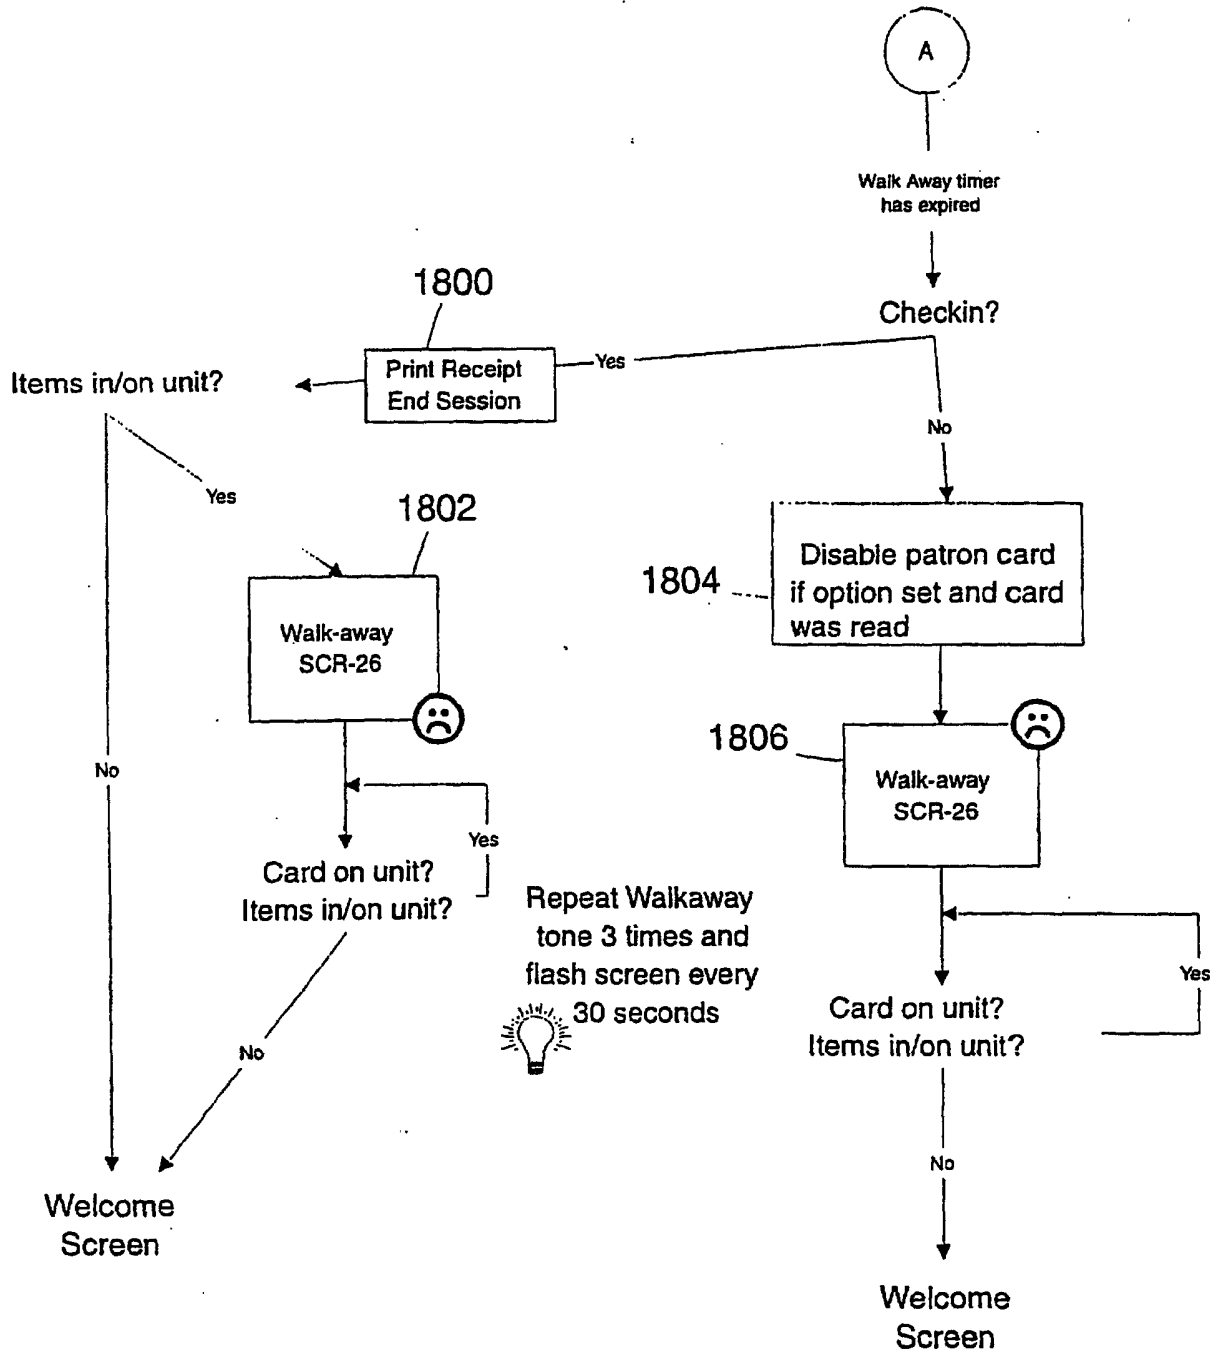 A
Walk Away timer
has expired
Checkin?
1800
Yes
Print Receipt
End Session
Items in/on unit?
No
Yes
1802
1804
Disable patron card
if option set and card
was read
Walk-away
SCR-26
1806
Walk-away
SCR-26
No
Yes
Card on unit?
Items in/on unit?
Repeat Walkaway
tone 3 times and
flash screen every
30 seconds
Yes
Card on unit?
Items in/on unit?
No
No
Welcome
Screen
Welcome
Screen